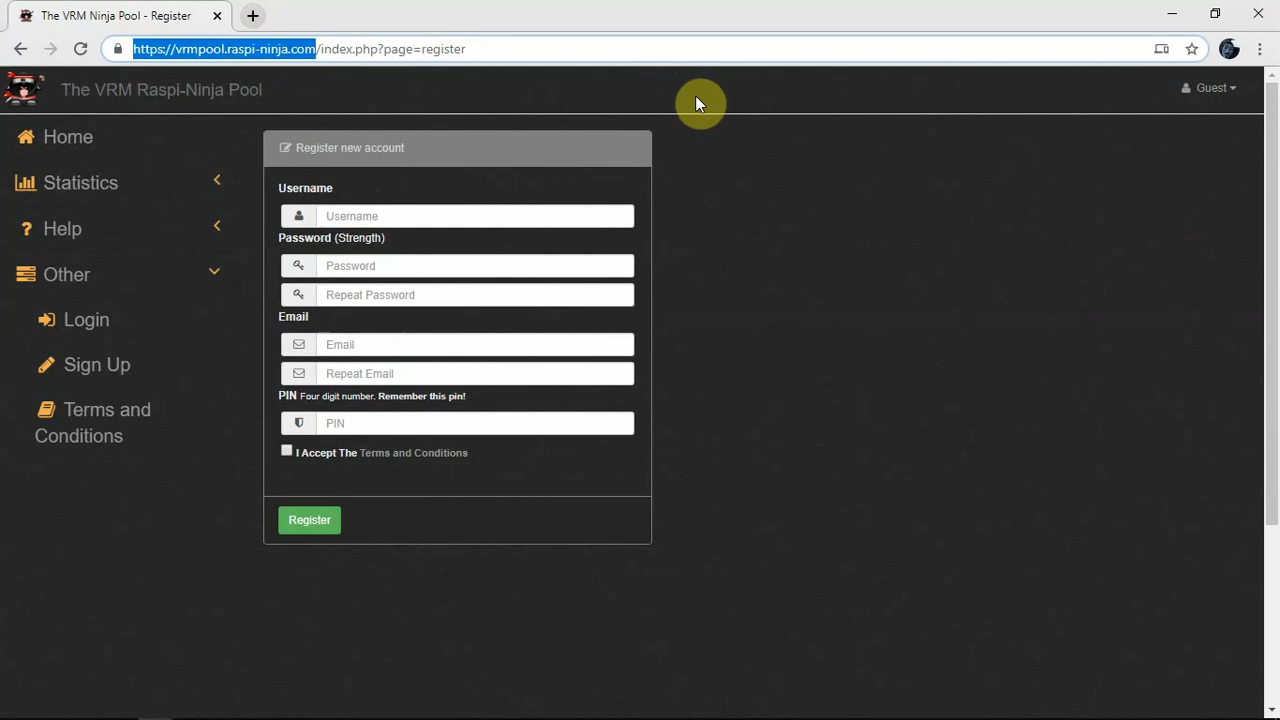 The VRM Ninja Pool - Register
https://vrmpool.raspi-ninja.com/index.php?page=register
The VRM Raspi-Ninja Pool
Guest
Home
Statistics
Help
Other
Login
Sign Up
Terms and
Conditions
Register new account
Username
Username
Password (Strength)
Password
Repeat Password
Email
Email
Repeat Email
PIN Four digit number. Remember this pin!
PIN
I Accept The Terms and Conditions
Register